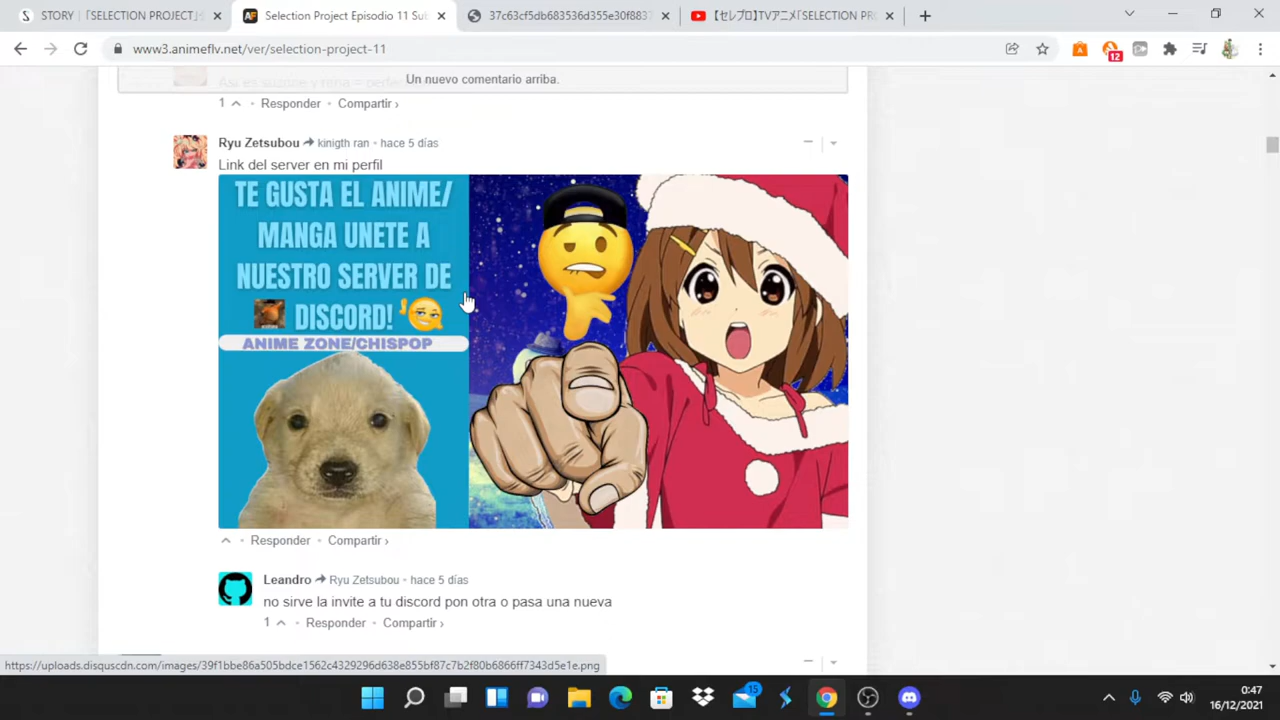 STORY |「SELECTION PROJECT」
Selection Project Episodio 11 Sub
37c63cf5db683536d355e30f8837
【セレプロ】TVアニメ「SELECTION PR
www3.animeflv.net/ver/selection-project-11
12
Un nuevo comentario arriba.
1 • Responder • Compartir ›
Ryu Zetsubou kinigth ran • hace 5 días
Link del server en mi perfil
TE GUSTA EL ANIME/
MANGA UNETE A
NUESTRO SERVER DE
DISCORD!
ANIME ZONE/CHISPOP
• Responder • Compartir ›
Leandro Ryu Zetsubou • hace 5 días
no sirve la invite a tu discord pon otra o pasa una nueva
1 • Responder • Compartir ›
https://uploads.disquscdn.com/images/39f1bbe86a505bdce1562c4329296d638e855bf87c7b2f80b6866ff7343d5e1e.png
15
0:47
16/12/2021